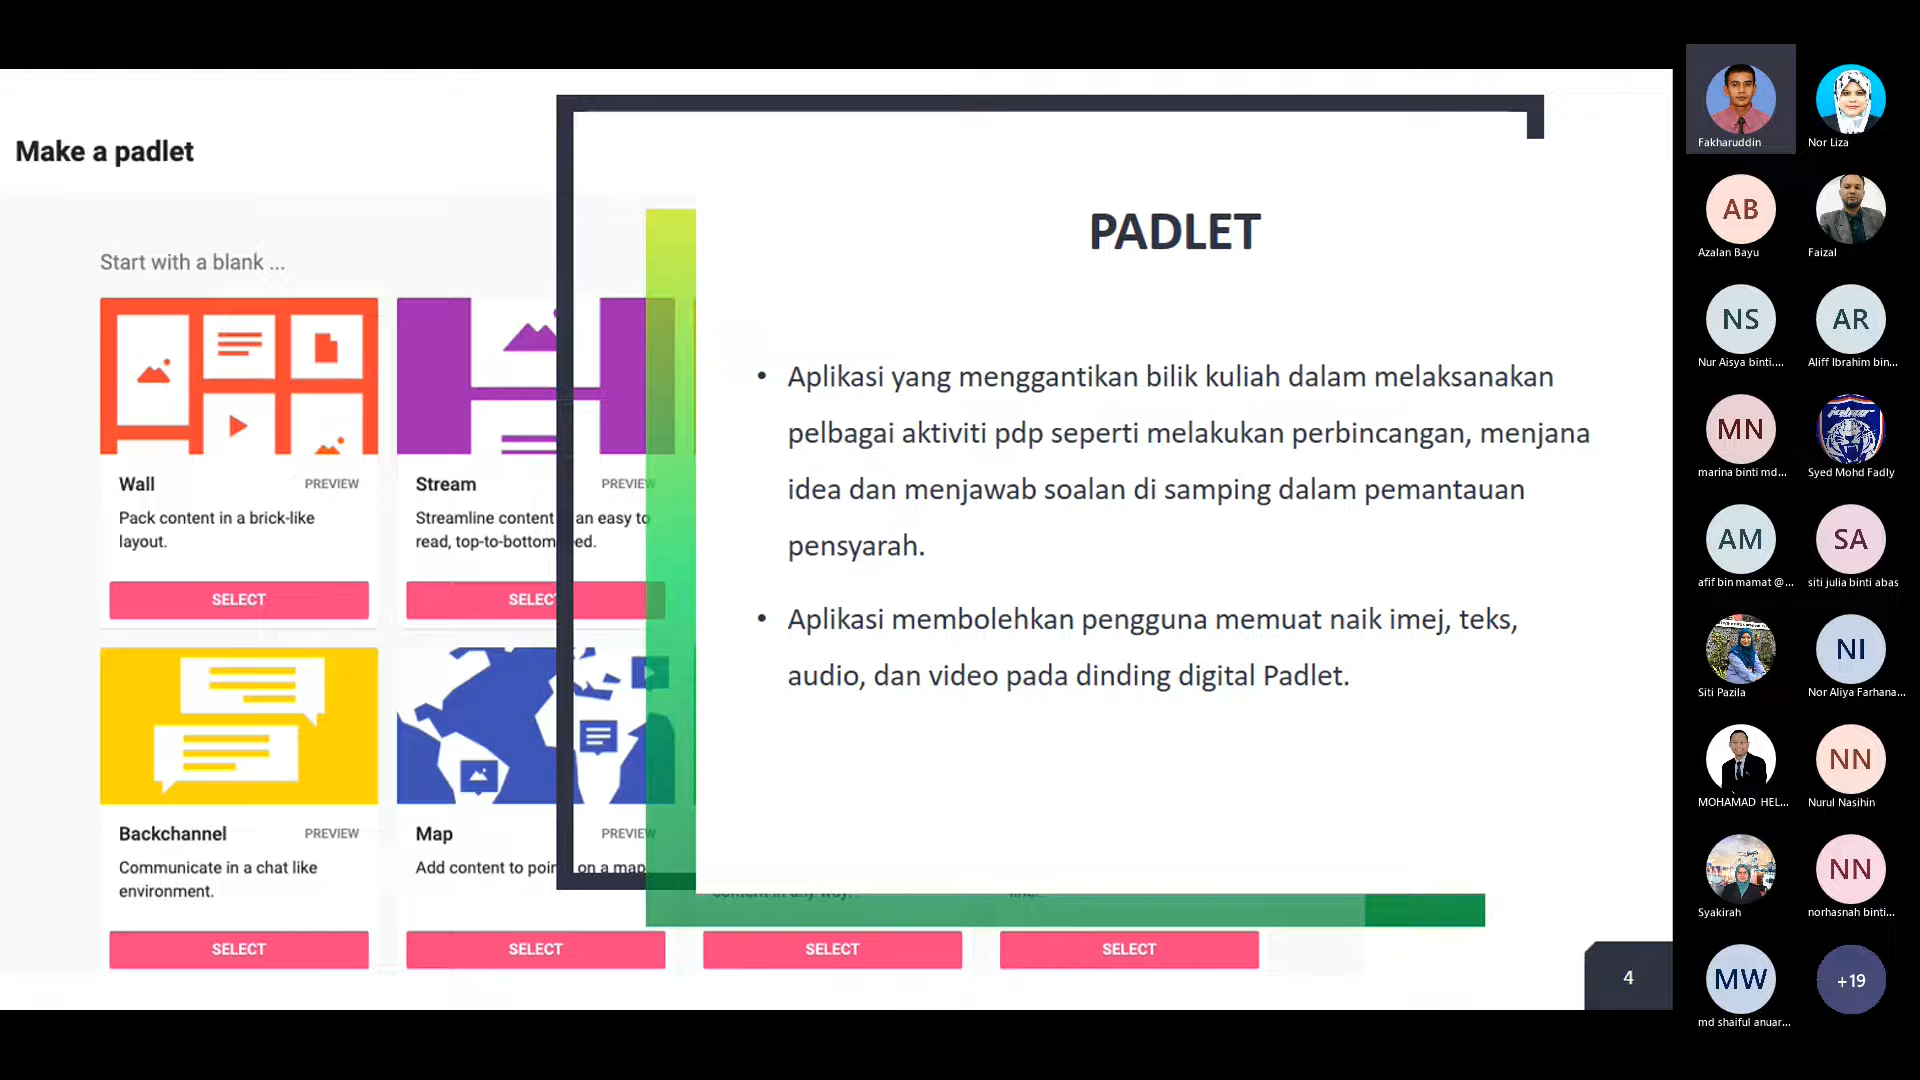 Make a padlet
Start with a blank ...
Wall
PREVIEW
Pack content in a brick-like
layout.
SELECT
Stream
PREVIEW
Streamline content an easy to
read, top-to-bottom
SELECT
Backchannel
PREVIEW
Communicate in a chat like
environment.
SELECT
Map
PREVIEW
Add content to on a map.
SELECT
content in any way.
SELECT
SELECT
PADLET
• Aplikasi yang menggantikan bilik kuliah dalam melaksanakan
pelbagai aktiviti pdp seperti melakukan perbincangan, menjana
idea dan menjawab soalan di samping dalam pemantauan
pensyarah.
• Aplikasi membolehkan pengguna memuat naik imej, teks,
audio, dan video pada dinding digital Padlet.
4
Fakharuddin
Nor Liza
AB
Azalan Bayu
Faizal
NS
Nur Aisya binti....
AR
Aliff Ibrahim bin...
MN
marina binti md...
Syed Mohd Fadly
AM
afif bin mamat @...
SA
siti julia binti abas
Siti Pazila
NI
Nor Aliya Farhana...
MOHAMAD HEL...
NN
Nurul Nasihin
Syakirah
NN
norhasnah binti...
MW
md shaiful anuar...
+19